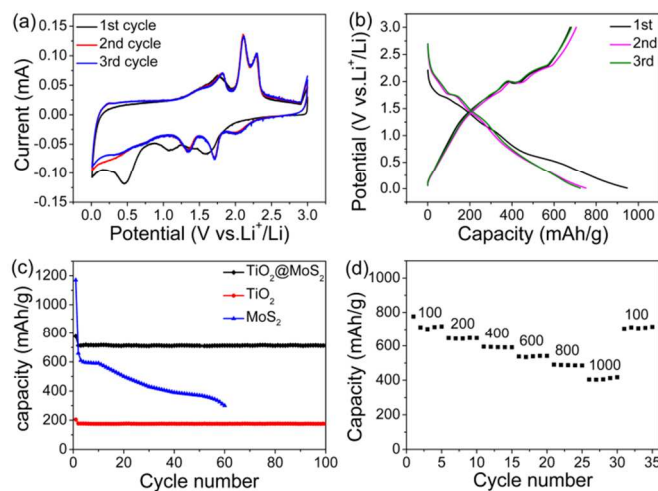 (a)
1st cycle
2nd cycle
3rd cycle
Current (mA)
0.15
0.10
0.05
0.00
-0.05
-0.10
-0.15
0.0 0.5 1.0 1.5 2.0 2.5 3.0
Potential (V vs.Li⁺/Li)
(b)
1st
2nd
3rd
Potential (V vs.Li⁺/Li)
3.0
2.5
2.0
1.5
1.0
0.5
0.0
0 200 400 600 800 1000
Capacity (mAh/g)
(c)
TiO₂@MoS₂
TiO₂
MoS₂
capacity (mAh/g)
1200
1000
800
600
400
200
0
0 20 40 60 80 100
Cycle number
(d)
Capacity (mAh/g)
1000
800
600
400
200
0
100 200 400 600 800 1000 100
0 5 10 15 20 25 30 35
Cycle number